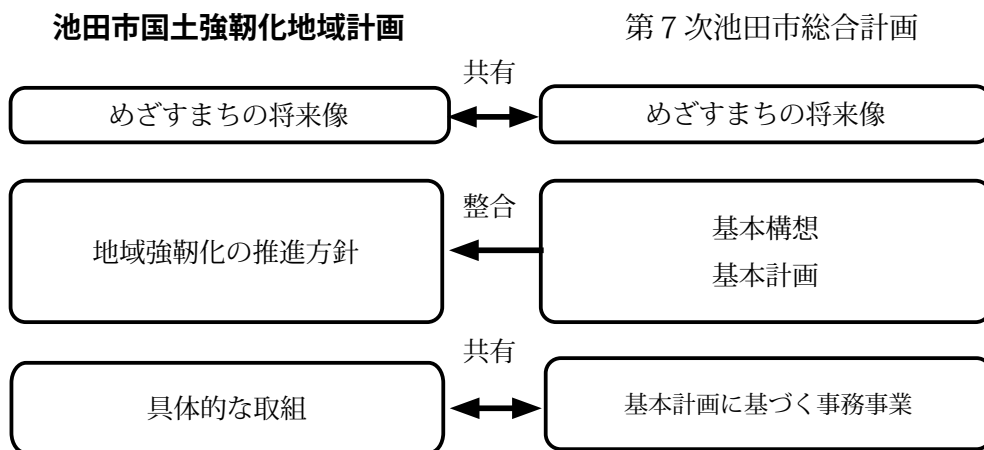 池田市国土強靭化地域計画
第７次池田市総合計画
共有
めざすまちの将来像
めざすまちの将来像
整合
地域強靭化の推進方針
基本構想
基本計画
共有
具体的な取組
基本計画に基づく事務事業